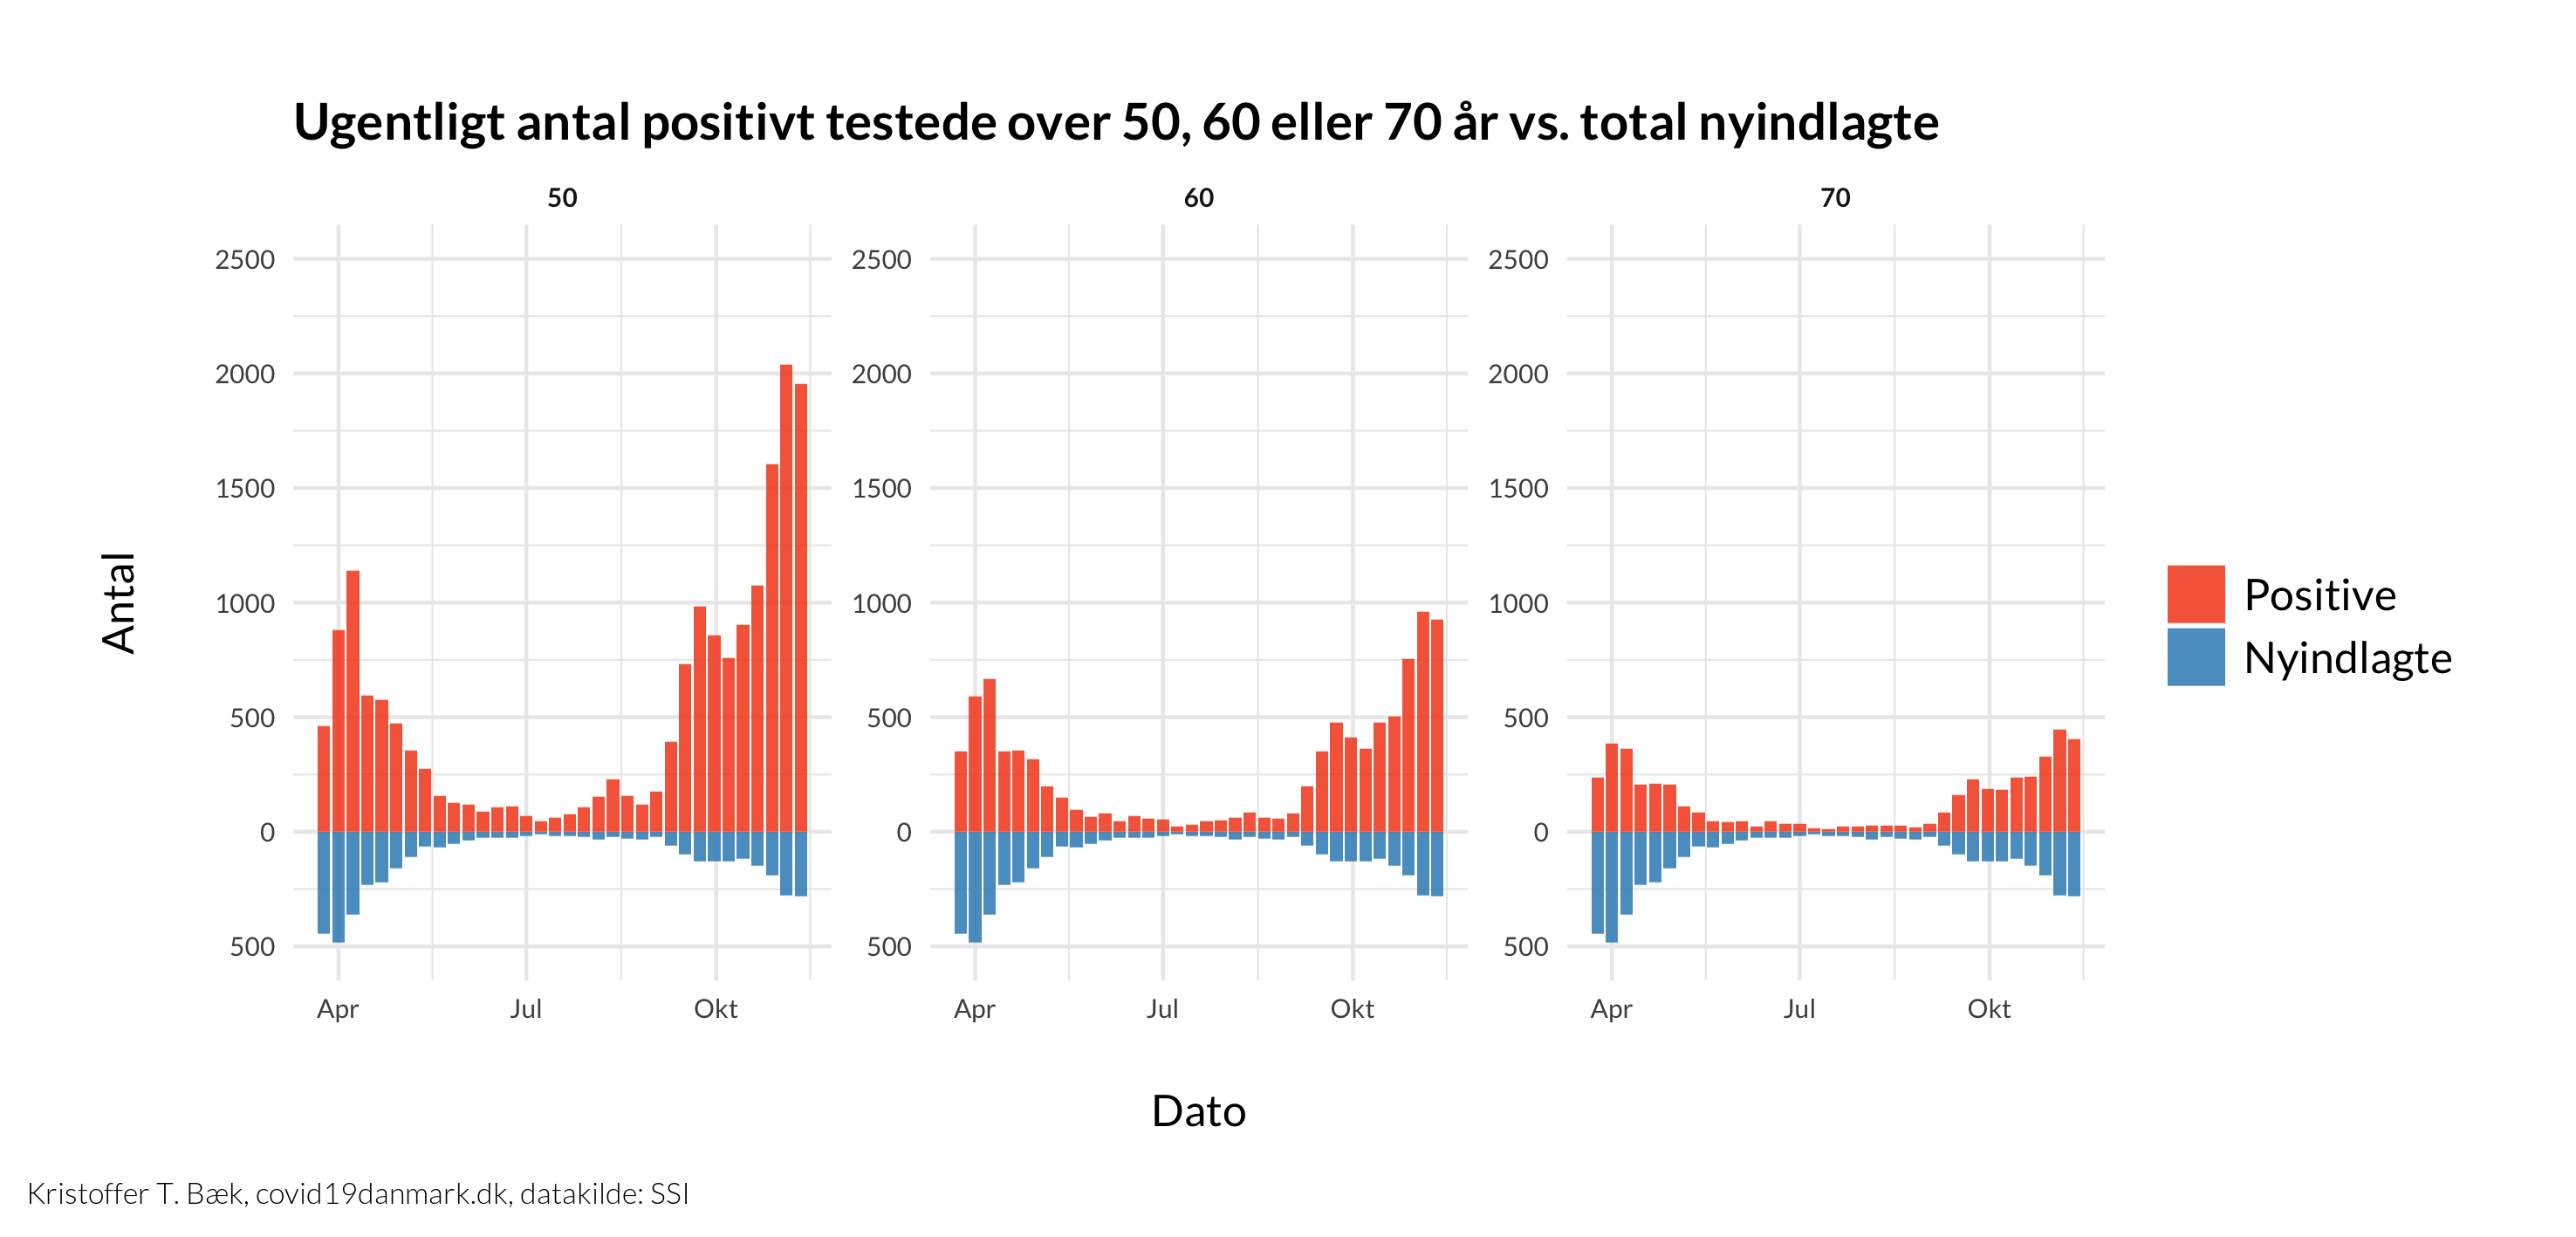 Ugentligt antal positivt testede over 50, 60 eller 70 år vs. total nyindlagte
50 60 70
2500 2500 2500
2000 2000 2000
1500 1500 1500
1000 1000 1000
500 500 500
0 0 0
500 500 500
Antal
Apr Jul Okt Apr Jul Okt Apr Jul Okt
Dato
Positive
Nyindlagte
Kristoffer T. Bæk, covid19danmark.dk, datakilde: SSI